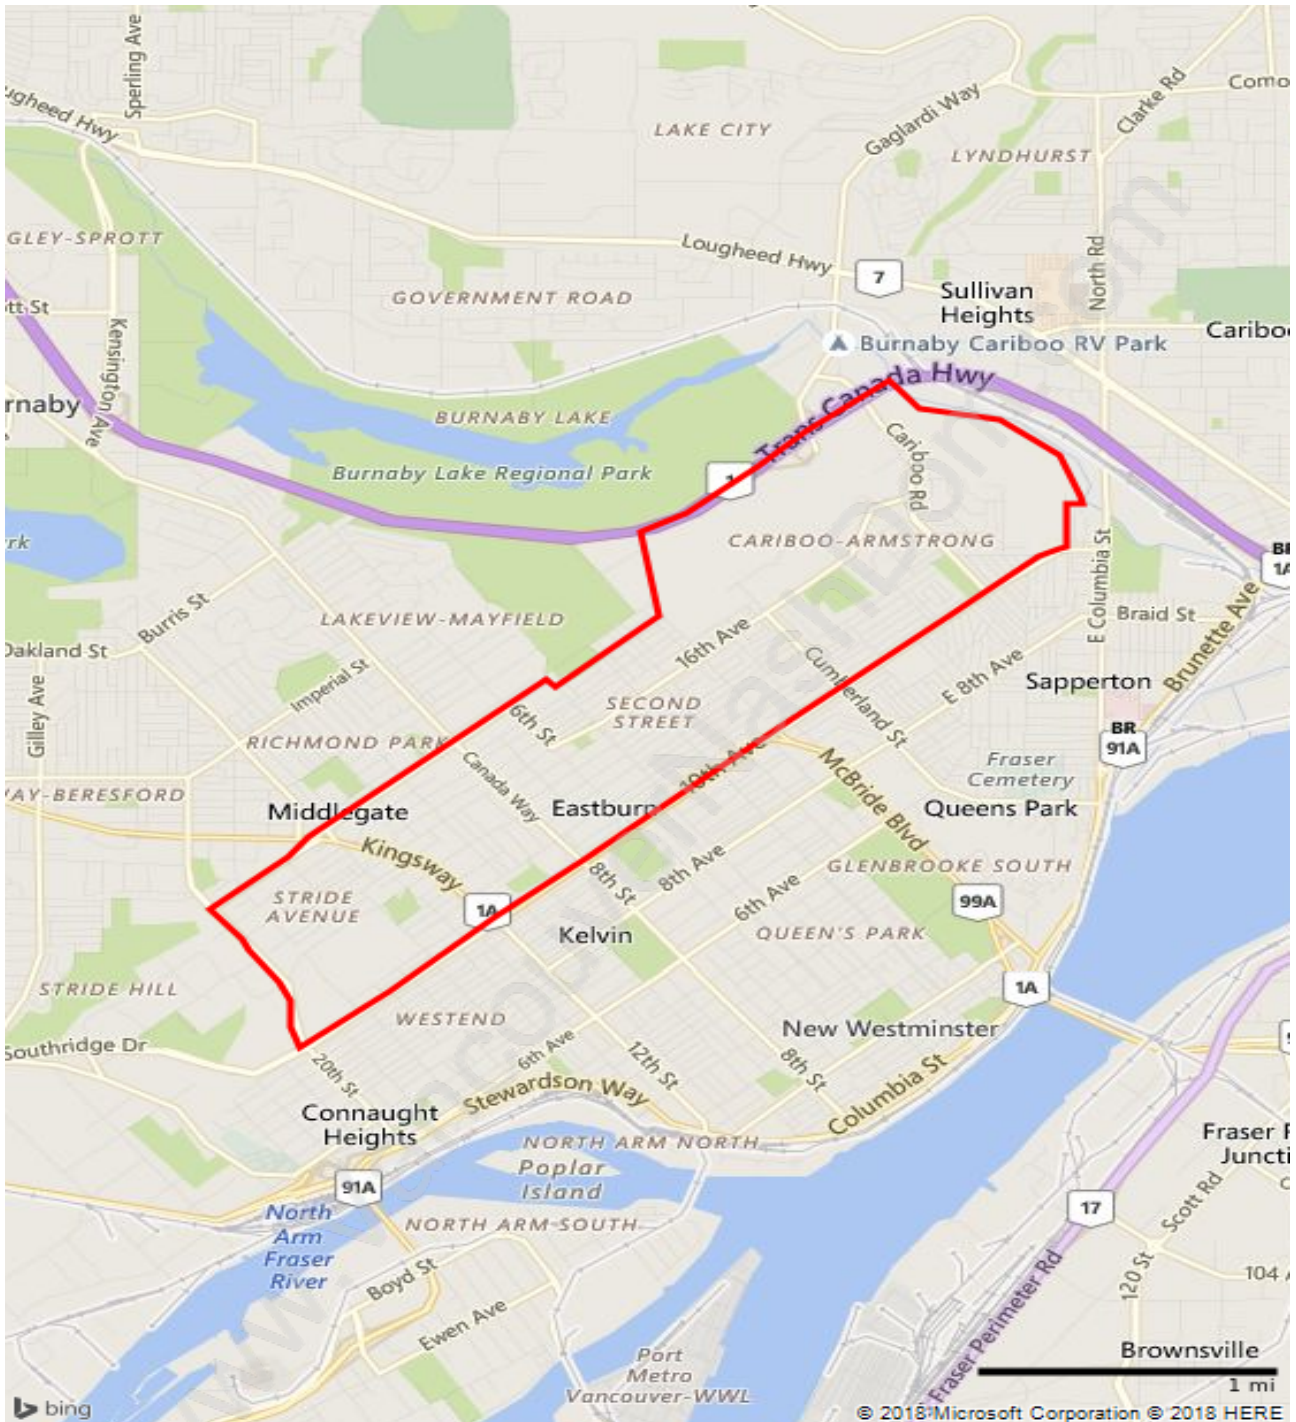 Sperling Ave
ugheed Hwy
LAKE CITY
Gaglardi Way
Clarke Rd
Como
LYNDHURST
GLEY-SPROTT
Lougheed Hwy
7
North Rd
Sullivan
Heights
GOVERNMENT ROAD
ott St
Kensington Ave
Cariboo
Burnaby Cariboo RV Park
Trans Canada Hwy
rnaby
BURNABY LAKE
Burnaby Lake Regional Park
1
Cariboo Rd
CARIBOO-ARMSTRONG
rk
E Columbia St
BR
1A
Burris St
LAKEVIEW-MAYFIELD
Braid St
Brunette Ave
Oakland St
16th Ave
Imperial St
Cumberland St
E 8th Ave
Sapperton
Gilley Ave
6th St
SECOND
STREET
RICHMOND PARK
BR
91A
10th Ave
Canada Way
McBride Blvd
Fraser
Cemetery
WAY-BERESFORD
Middlegate
Eastburn
Queens Park
Kingsway
8th St
8th Ave
6th Ave
GLENBROOKE SOUTH
STRIDE
AVENUE
1A
99A
Kelvin
QUEEN'S PARK
STRIDE HILL
1A
WESTEND
New Westminster
Southridge Dr
20th St
6th Ave
12th St
8th St
Columbia St
Stewardson Way
Connaught
Heights
NORTH ARM NORTH
Poplar
Island
Fraser F
Juncti
91A
17
Scott Rd
North
Arm
Fraser
River
NORTH ARM SOUTH
Boyd St
120 St
104 A
Ewen Ave
Fraser Perimeter Rd
Port
Metro
Vancouver-WWL
Brownsville
1 mi
bing
© 2018 Microsoft Corporation © 2018 HERE